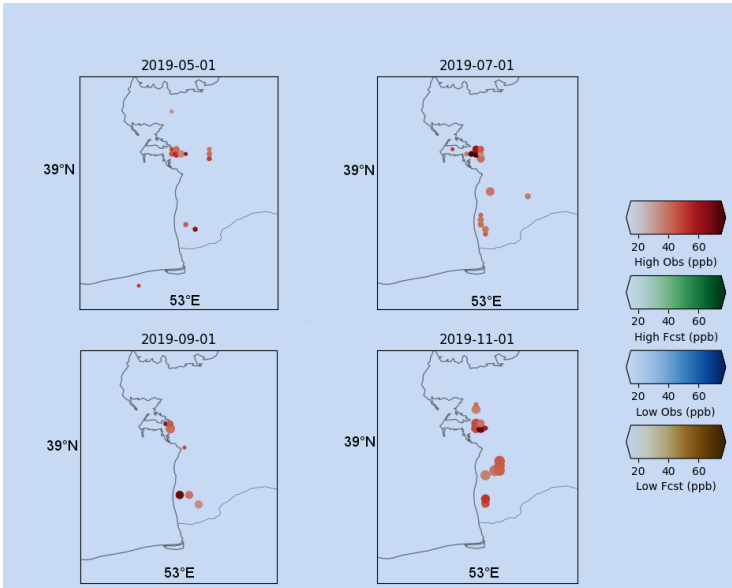 2019-05-01
2019-07-01
39°N
39°N
53°E
53°E
20 40 60
High Obs (ppb)
20 40 60
High Fcst (ppb)
2019-09-01
2019-11-01
20 40 60
Low Obs (ppb)
39°N
39°N
20 40 60
Low Fcst (ppb)
53°E
53°E